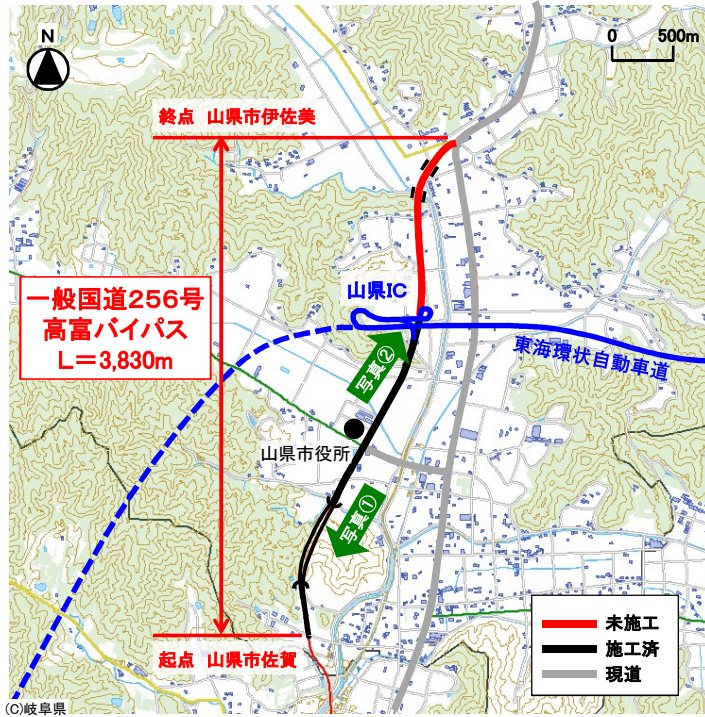 N
0 500m
終点 山県市伊佐美
一般国道256号
高富バイパス
L=3,830m
山県IC
東海環状自動車道
写真②
山県市役所
写真①
起点 山県市佐賀
未施工
施工済
現道
(C)岐阜県